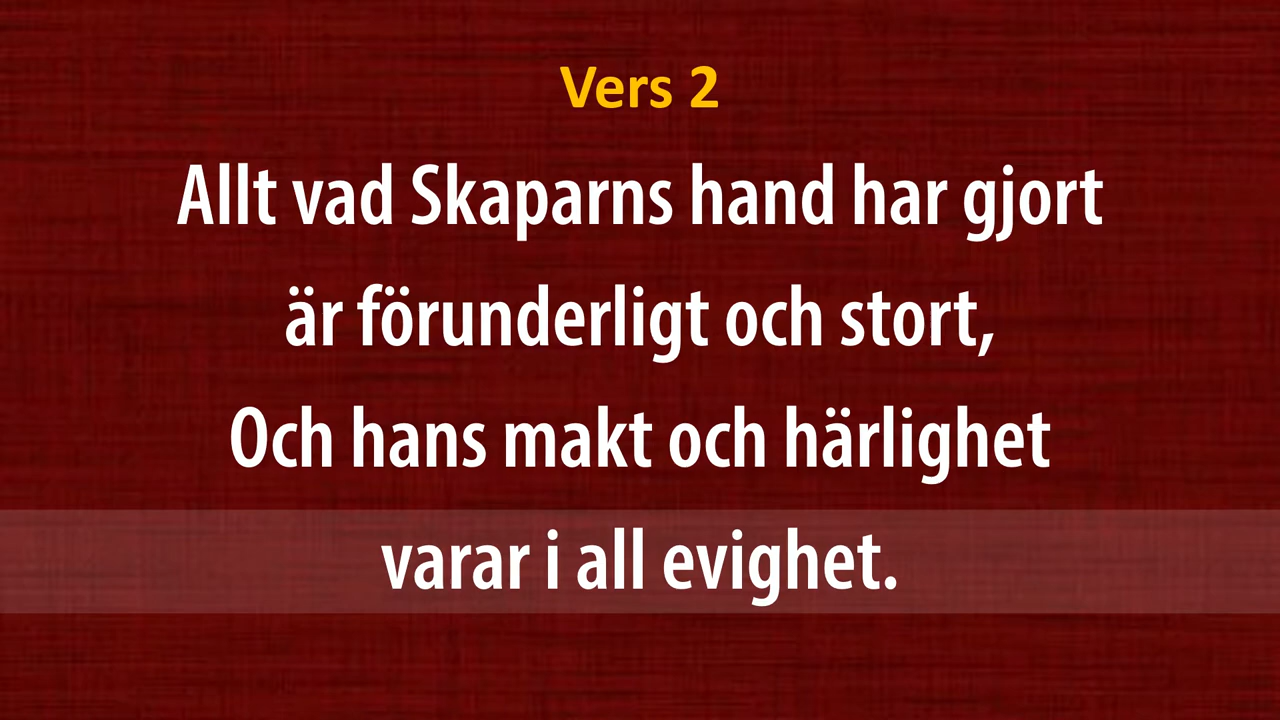 Vers 2
Allt vad Skaparns hand har gjort
är förunderligt och stort,
Och hans makt och härlighet
varar i all evighet.